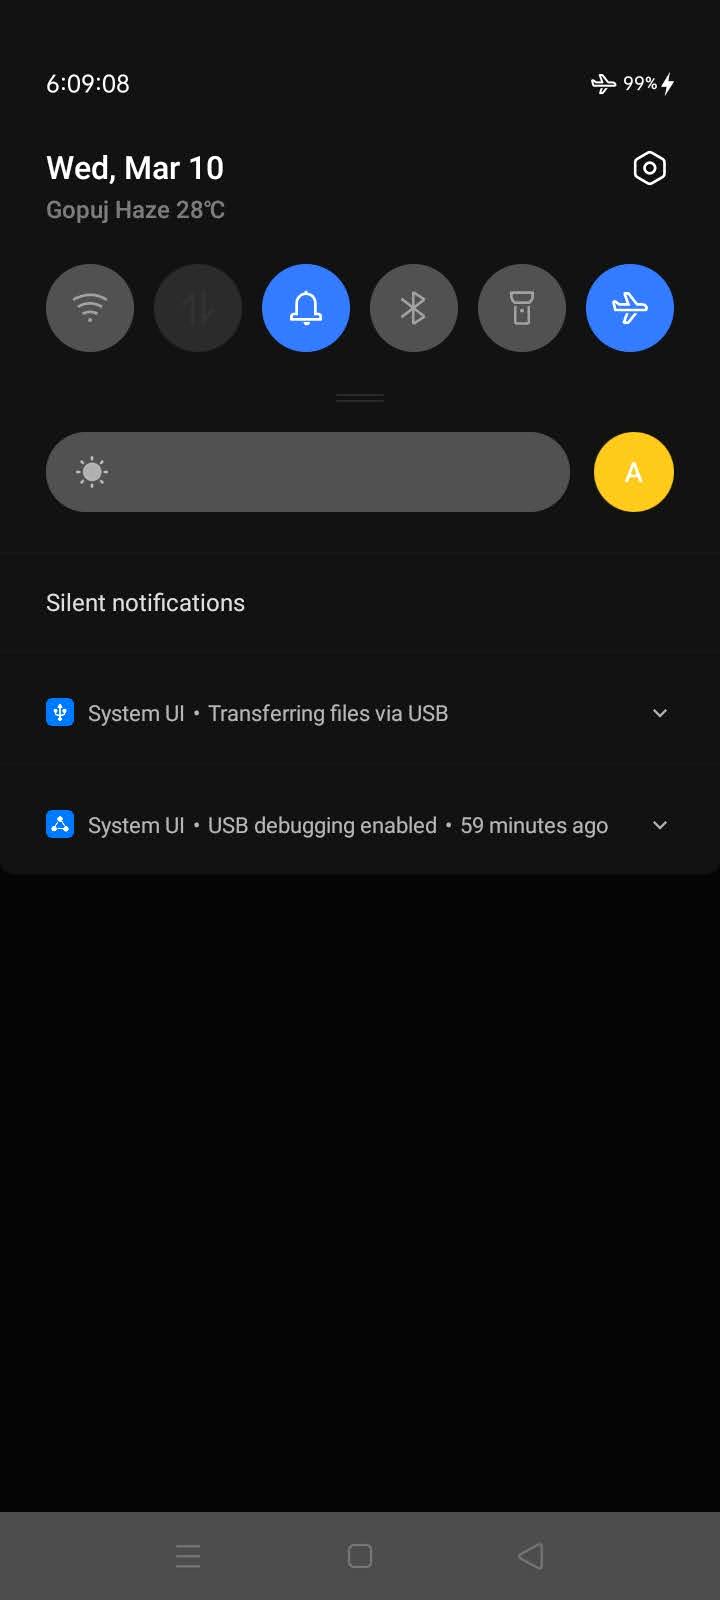 6:09:08 99%
Wed, Mar 10
Gopuj Haze 28℃
A
Silent notifications
System UI • Transferring files via USB
System UI • USB debugging enabled • 59 minutes ago